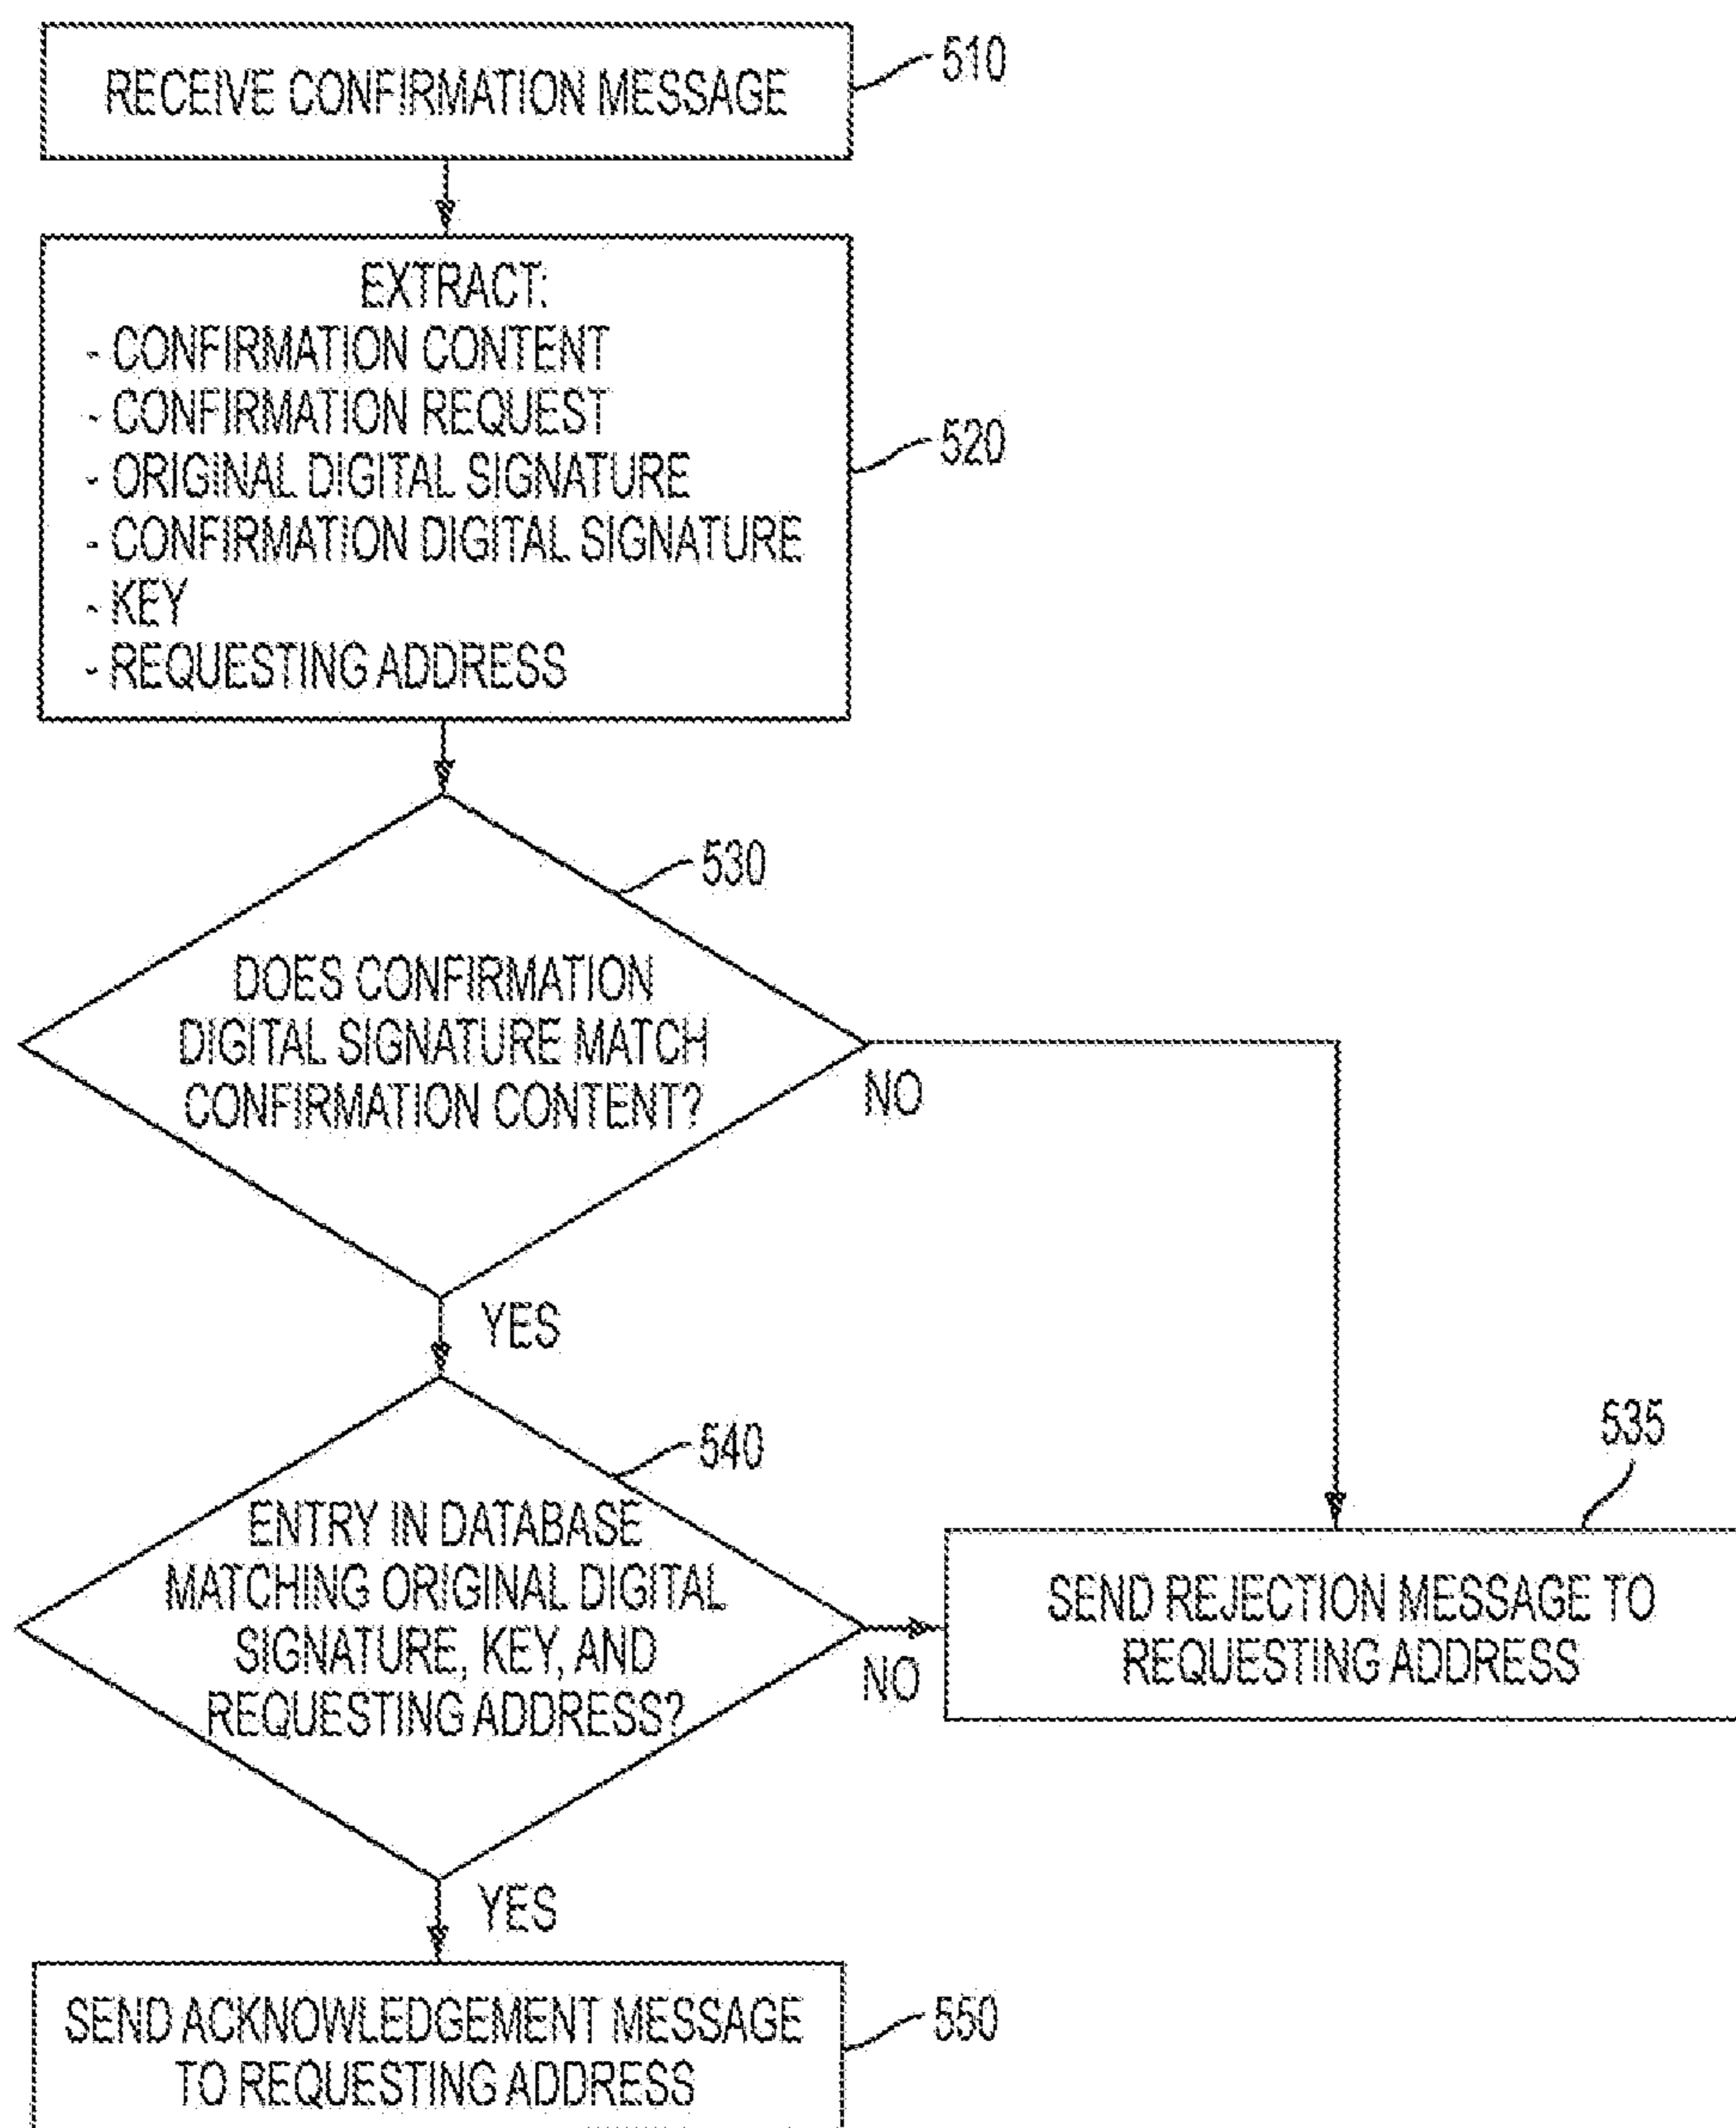 RECEIVE CONFIRMATION MESSAGE
510
EXTRACT:
- CONFIRMATION CONTENT
- CONFIRMATION REQUEST
- ORIGINAL DIGITAL SIGNATURE
- CONFIRMATION DIGITAL SIGNATURE
- KEY
- REQUESTING ADDRESS
520
530
DOES CONFIRMATION
DIGITAL SIGNATURE MATCH
CONFIRMATION CONTENT?
NO
YES
540
ENTRY IN DATABASE
MATCHING ORIGINAL DIGITAL
SIGNATURE, KEY, AND
REQUESTING ADDRESS?
NO
535
SEND REJECTION MESSAGE TO
REQUESTING ADDRESS
YES
SEND ACKNOWLEDGEMENT MESSAGE
TO REQUESTING ADDRESS
550